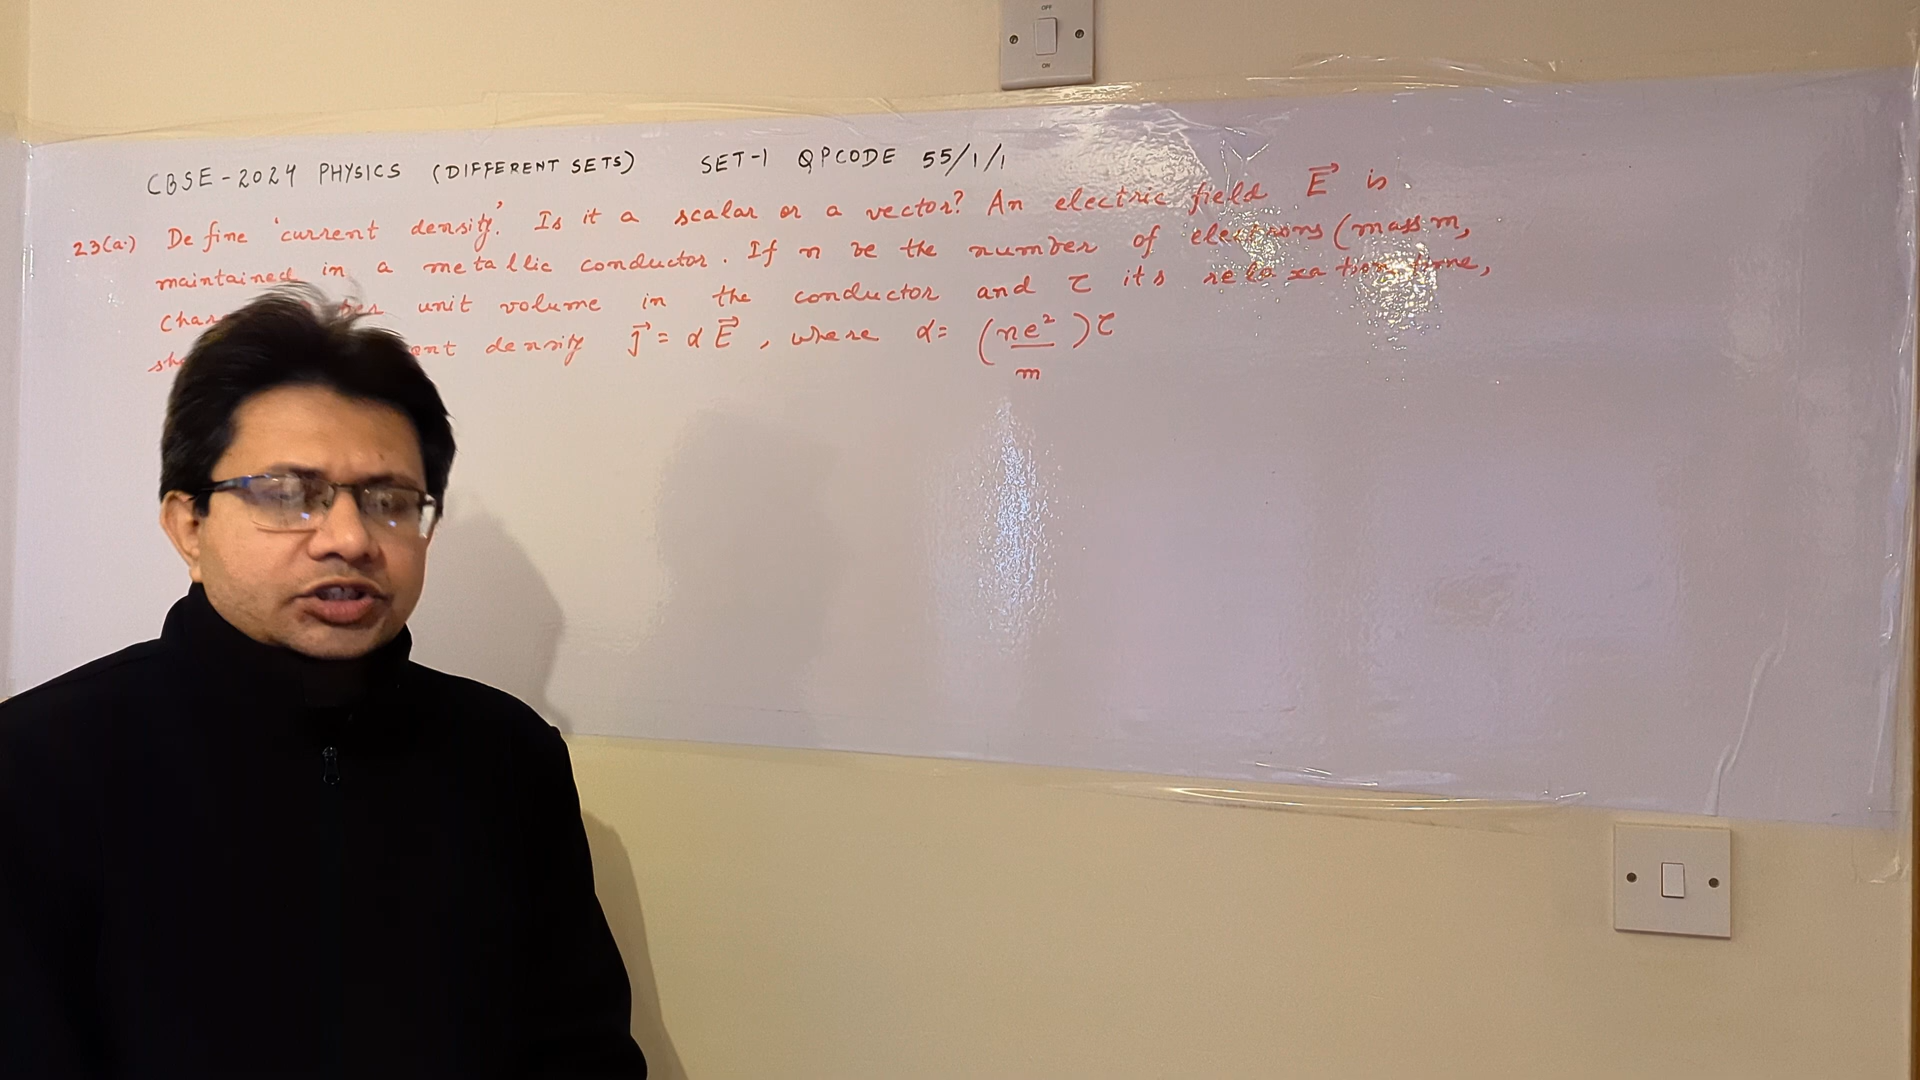 OFF
ON
CBSE-2024 PHYSICS (DIFFERENT SETS) SET-1 QPCODE 55/1/1
23(a.) Define 'current density'. Is it a scalar or a vector? An electric field E⃗ is
maintained in a metallic conductor. If n be the number of electrons (mass m,
unit volume in the conductor and τ its relaxation time,
density j⃗ = α E⃗, where α = (ne²/m)τ